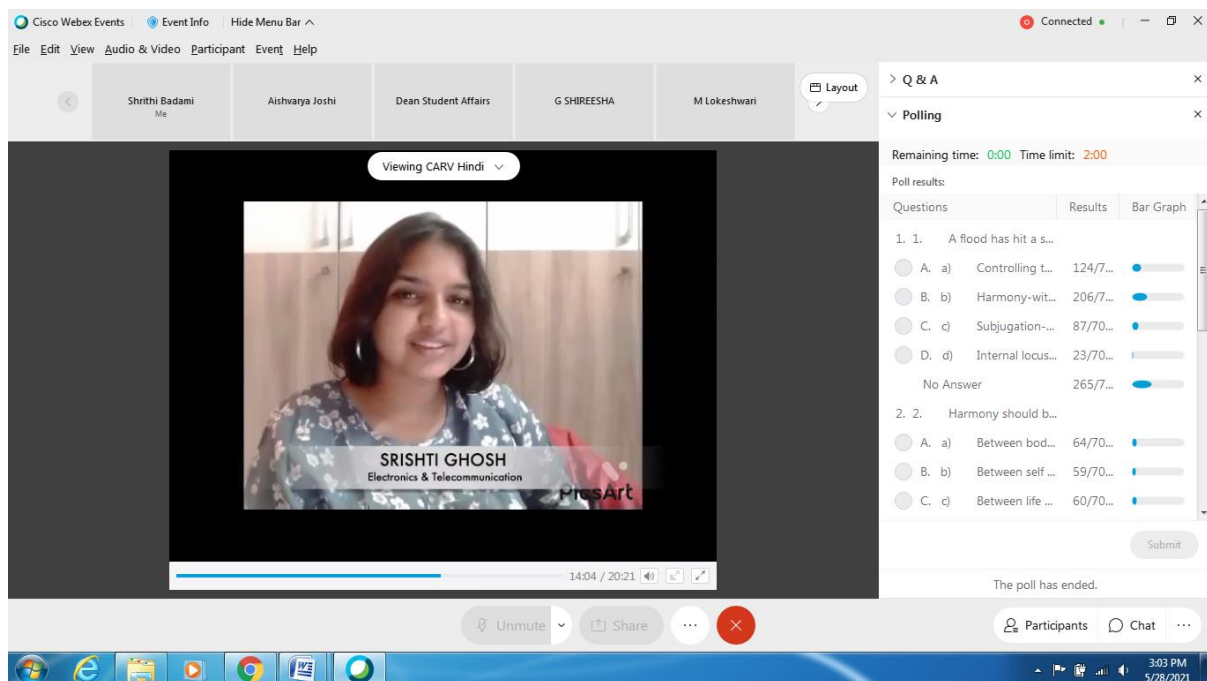 Cisco Webex Events Event Info Hide Menu Bar Connected
File Edit View Audio & Video Participant Event Help
Shrithi Badami
Me
Aishvarya Joshi
Dean Student Affairs
G SHIREESHA
M Lokeshwari
Layout
Viewing CARV Hindi
SRISHTI GHOSH
Electronics & Telecommunication
PicsArt
14:04 / 20:21
Q & A
Polling
Remaining time: 0:00 Time limit: 2:00
Poll results:
Questions Results Bar Graph
1. 1. A flood has hit a s...
A. a) Controlling t... 124/7...
B. b) Harmony-wit... 206/7...
C. c) Subjugation-... 87/70...
D. d) Internal locus... 23/70...
No Answer 265/7...
2. 2. Harmony should b...
A. a) Between bod... 64/70...
B. b) Between self ... 59/70...
C. c) Between life ... 60/70...
Submit
The poll has ended.
Unmute Share ... Participants Chat ...
3:03 PM
5/28/2021